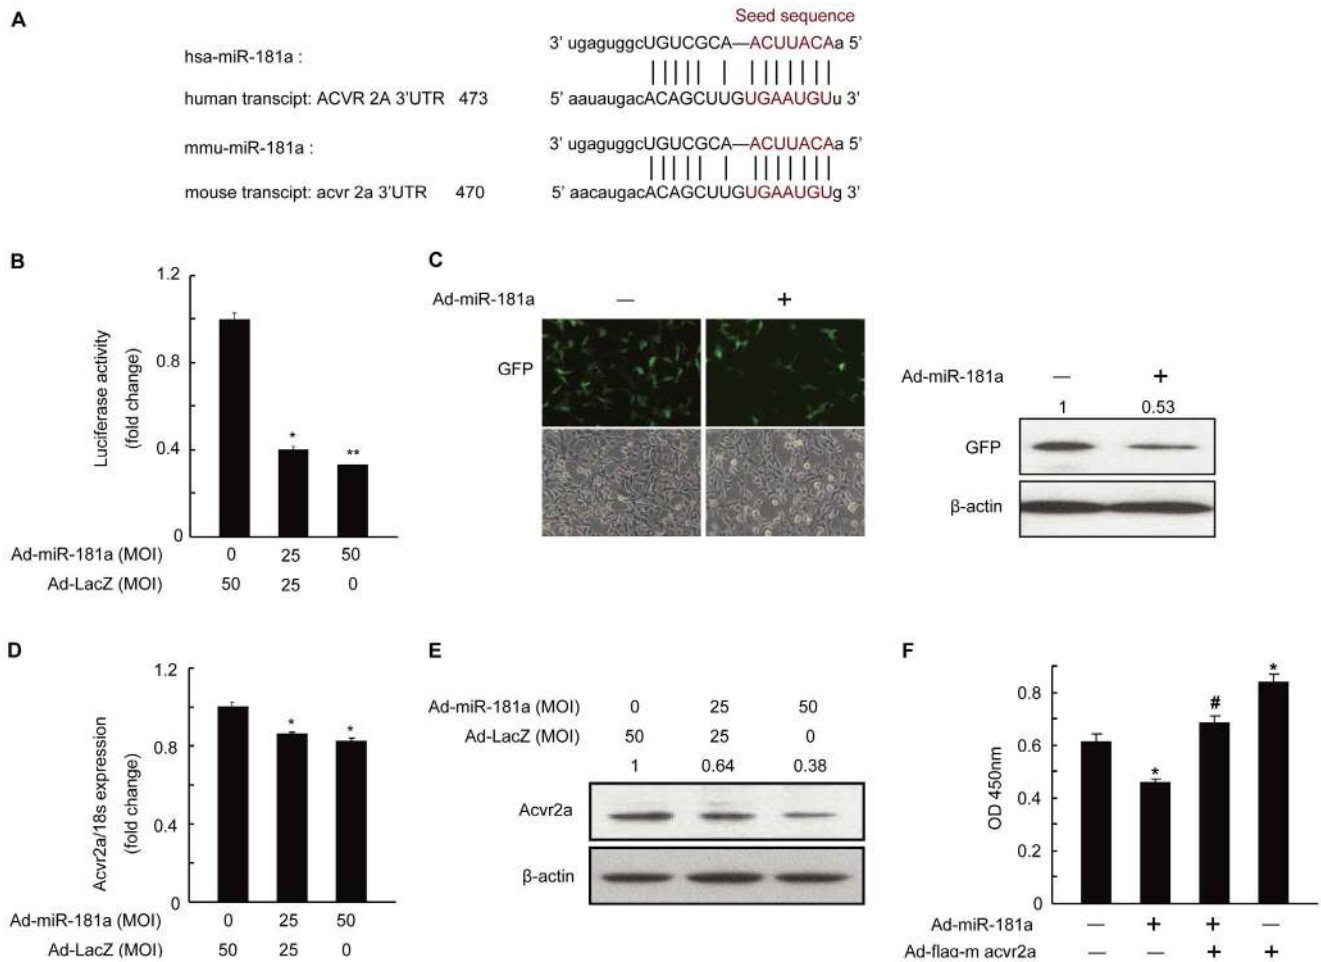 A
Seed sequence
hsa-miR-181a :
3' ugaguggcUGUCGCA—ACUUACAa 5'
human transcipt: ACVR 2A 3'UTR 473
5' aauaugacACAGCUUGUGAAUGUu 3'
mmu-miR-181a :
3' ugaguggcUGUCGCA—ACUUACAa 5'
mouse transcipt: acvr 2a 3'UTR 470
5' aacaugacACAGCUUGUGAAUGUg 3'
B
Luciferase activity
(fold change)
1.2
0.8
0.4
0
*
**
Ad-miR-181a (MOI) 0 25 50
Ad-LacZ (MOI) 50 25 0
C
Ad-miR-181a — +
GFP
Ad-miR-181a — +
1 0.53
GFP
β-actin
D
Acvr2a/18s expression
(fold change)
1.2
0.8
0.4
0
* *
Ad-miR-181a (MOI) 0 25 50
Ad-LacZ (MOI) 50 25 0
E
Ad-miR-181a (MOI) 0 25 50
Ad-LacZ (MOI) 50 25 0
1 0.64 0.38
Acvr2a
β-actin
F
OD 450nm
0.8
0.6
0.4
0.2
0
*
#
*
Ad-miR-181a — + + —
Ad-flag-m acvr2a — — + +